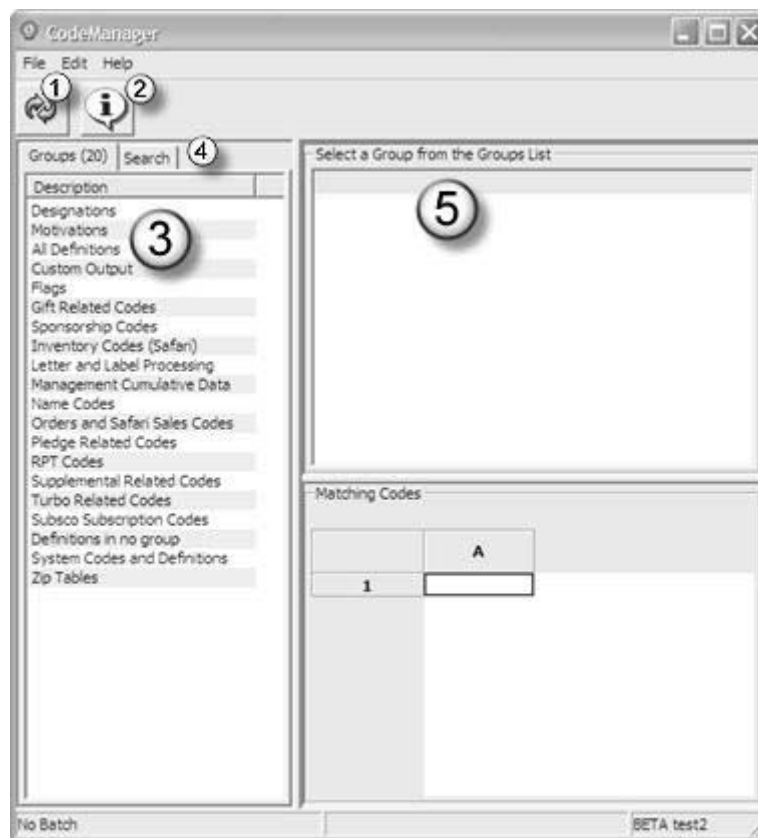 CodeManager
File Edit Help
1 2
Groups (20) Search 4
Description
3
Designations
Motivations
All Definitions
Custom Output
Flags
Gift Related Codes
Sponsorship Codes
Inventory Codes (Safari)
Letter and Label Processing
Management Cumulative Data
Name Codes
Orders and Safari Sales Codes
Pledge Related Codes
RPT Codes
Supplemental Related Codes
Turbo Related Codes
Subsco Subscription Codes
Definitions in no group
System Codes and Definitions
Zip Tables
Select a Group from the Groups List
5
Matching Codes
A
1
No Batch
BETA test2